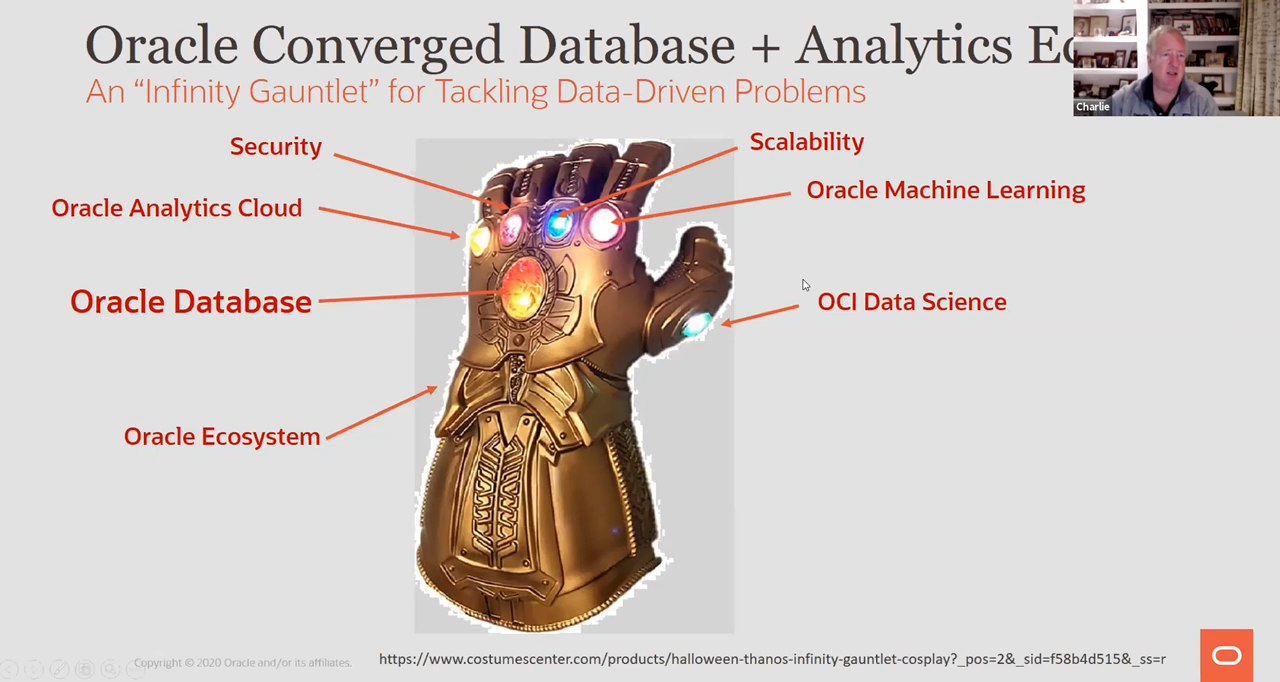 Oracle Converged Database + Analytics
An “Infinity Gauntlet” for Tackling Data-Driven Problems
Charlie
Security
Scalability
Oracle Analytics Cloud
Oracle Machine Learning
Oracle Database
OCI Data Science
Oracle Ecosystem
Copyright © 2020 Oracle and/or its affiliates.
https://www.costumescenter.com/products/halloween-thanos-infinity-gauntlet-cosplay?_pos=2&_sid=f58b4d515&_ss=r